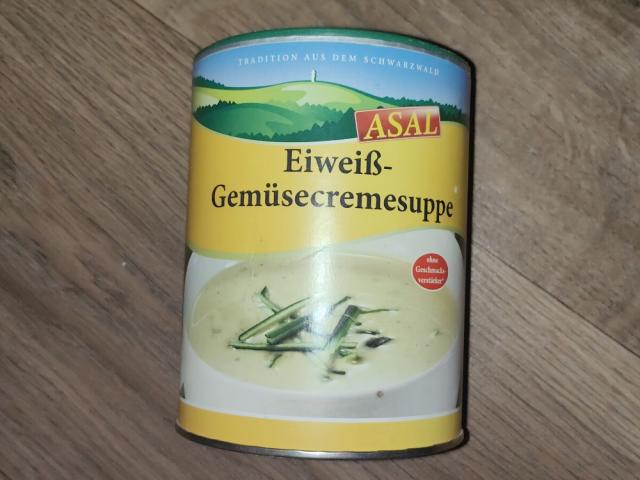 TRADITION AUS DEM SCHWARZWALD
ASAL
Eiweiß-
Gemüsecremesuppe
ohne
Geschmacks-
verstärker*